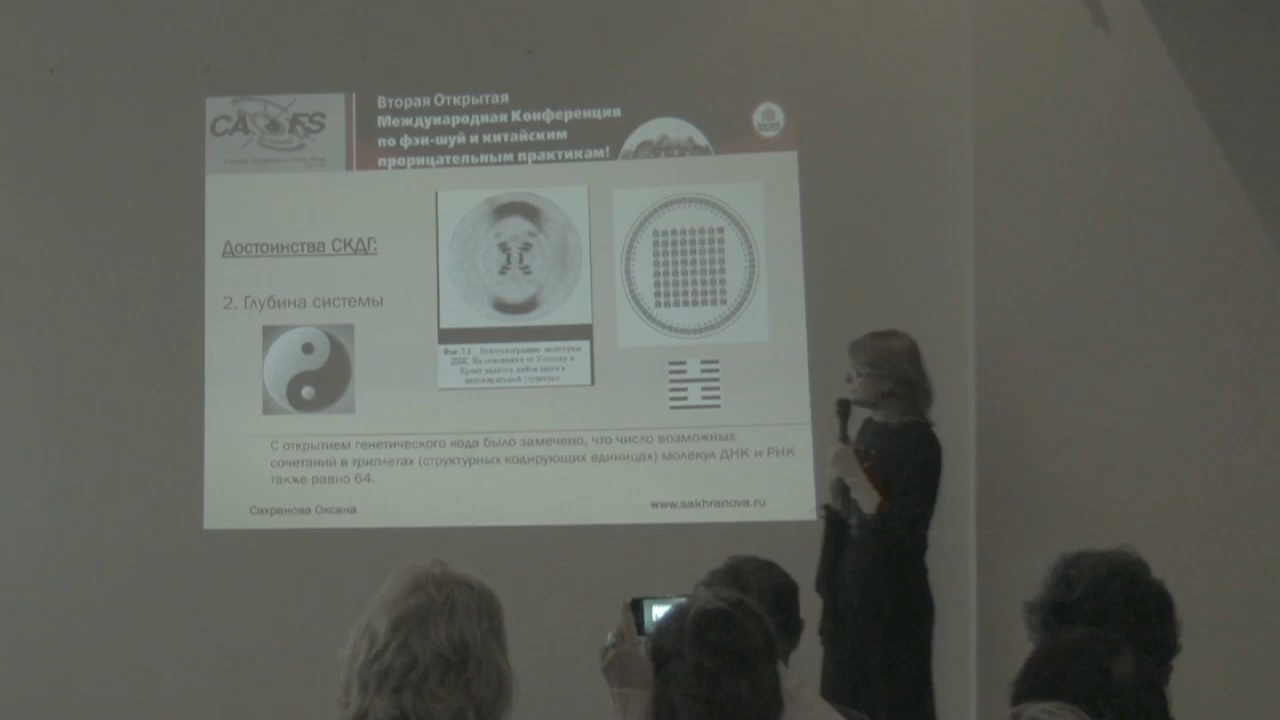 CA FS
Вторая Открытая
Международная Конференция
по фэн-шуй и китайским
прорицательным практикам!
Достоинства СКДГ:
2. Глубина системы
С открытием генетического кода было замечено, что число возможных
сочетаний в триплетах (структурных кодирующих единицах) молекул ДНК и РНК
также равно 64.
Сахранова Оксана
www.sakhranova.ru